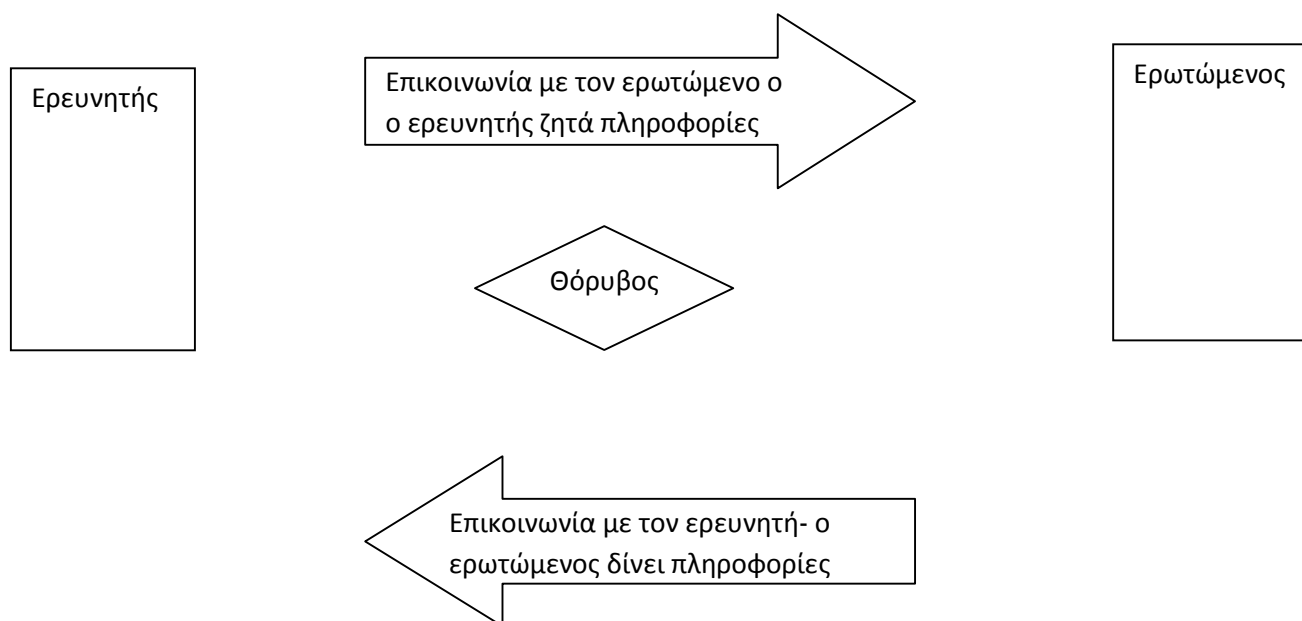 Ερευνητής
Επικοινωνία με τον ερωτώμενο ο
ο ερευνητής ζητά πληροφορίες
Ερωτώμενος
Θόρυβος
Επικοινωνία με τον ερευνητή- ο
ερωτώμενος δίνει πληροφορίες